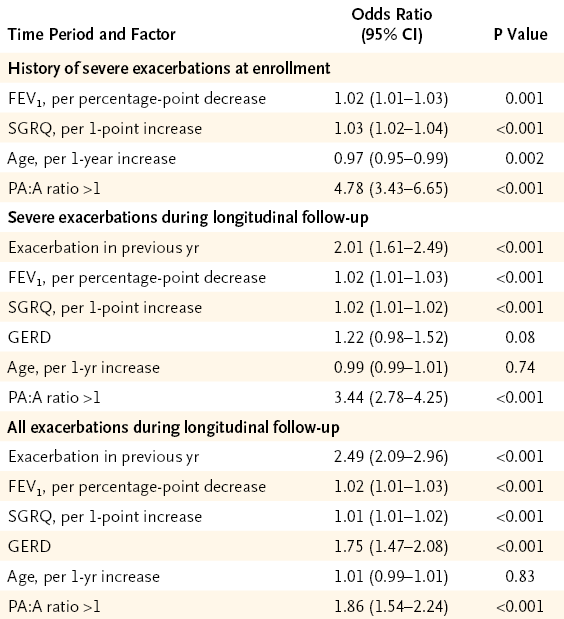 Time Period and Factor Odds Ratio (95% CI) P Value
History of severe exacerbations at enrollment
FEV₁, per percentage-point decrease 1.02 (1.01–1.03) 0.001
SGRQ, per 1-point increase 1.03 (1.02–1.04) <0.001
Age, per 1-year increase 0.97 (0.95–0.99) 0.002
PA:A ratio >1 4.78 (3.43–6.65) <0.001
Severe exacerbations during longitudinal follow-up
Exacerbation in previous yr 2.01 (1.61–2.49) <0.001
FEV₁, per percentage-point decrease 1.02 (1.01–1.03) <0.001
SGRQ, per 1-point increase 1.02 (1.01–1.02) <0.001
GERD 1.22 (0.98–1.52) 0.08
Age, per 1-yr increase 0.99 (0.99–1.01) 0.74
PA:A ratio >1 3.44 (2.78–4.25) <0.001
All exacerbations during longitudinal follow-up
Exacerbation in previous yr 2.49 (2.09–2.96) <0.001
FEV₁, per percentage-point decrease 1.02 (1.01–1.03) <0.001
SGRQ, per 1-point increase 1.01 (1.01–1.02) <0.001
GERD 1.75 (1.47–2.08) <0.001
Age, per 1-yr increase 1.01 (0.99–1.01) 0.83
PA:A ratio >1 1.86 (1.54–2.24) <0.001